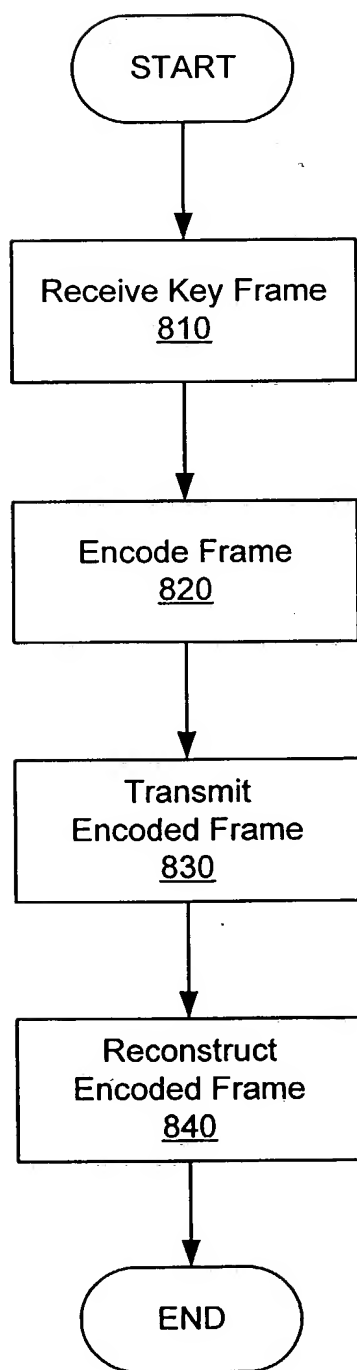 START
Receive Key Frame
810
Encode Frame
820
Transmit
Encoded Frame
830
Reconstruct
Encoded Frame
840
END